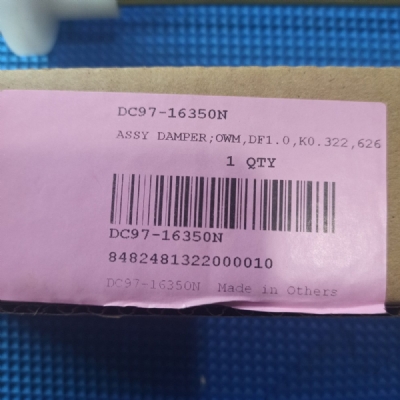 DC97-16350N
ASSY DAMPER;OWM,DF1.0,K0.322,626
1 QTY
DC97-16350N
8482481322000010
DC97-16350N Made in Others